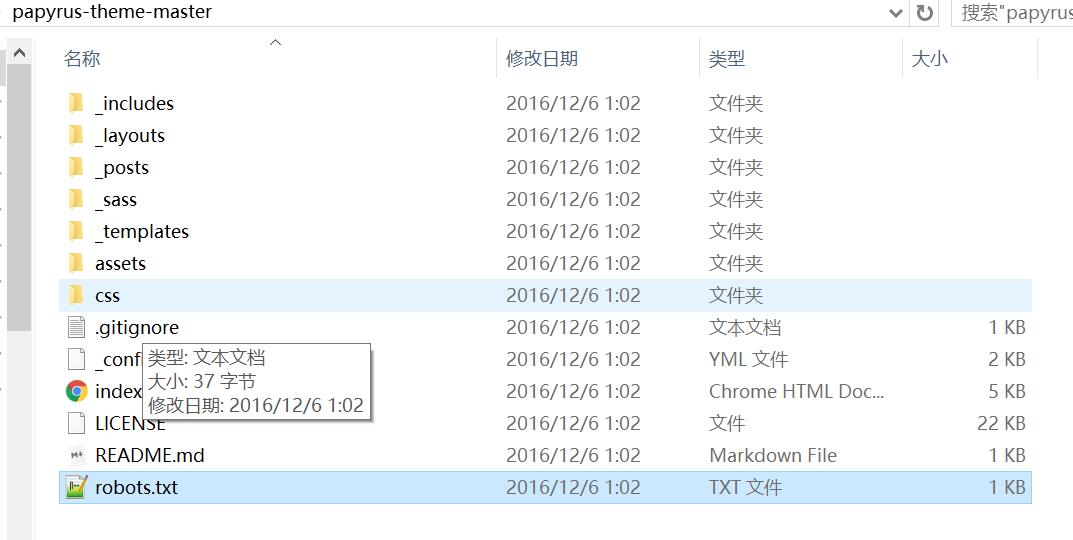 papyrus-theme-master 搜索"papyrus
名称 修改日期 类型 大小
_includes 2016/12/6 1:02 文件夹
_layouts 2016/12/6 1:02 文件夹
_posts 2016/12/6 1:02 文件夹
_sass 2016/12/6 1:02 文件夹
_templates 2016/12/6 1:02 文件夹
assets 2016/12/6 1:02 文件夹
css 2016/12/6 1:02 文件夹
.gitignore 2016/12/6 1:02 文本文档 1 KB
_conf 2016/12/6 1:02 YML 文件 2 KB
类型: 文本文档
大小: 37 字节
修改日期: 2016/12/6 1:02
index 2016/12/6 1:02 Chrome HTML Doc... 5 KB
LICENSE 2016/12/6 1:02 文件 22 KB
README.md 2016/12/6 1:02 Markdown File 1 KB
robots.txt 2016/12/6 1:02 TXT 文件 1 KB